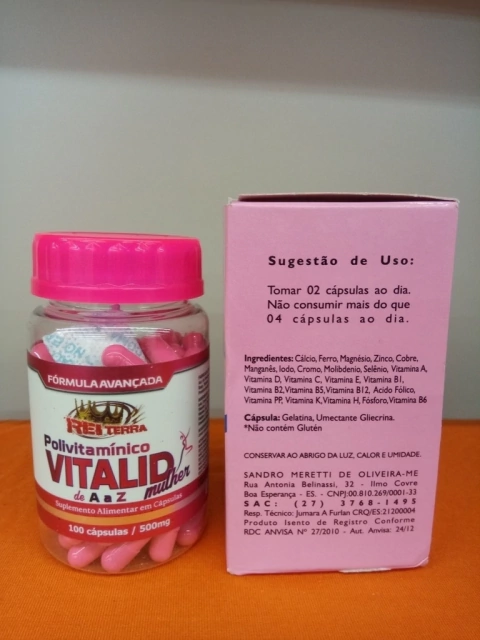 FÓRMULA AVANÇADA
REI TERRA
Polivitamínico
VITALID
de A a Z mulher
Suplemento Alimentar em Cápsulas
100 cápsulas / 500mg
Sugestão de Uso:
Tomar 02 cápsulas ao dia.
Não consumir mais do que
04 cápsulas ao dia.
Ingredientes: Cálcio, Ferro, Magnésio, Zinco, Cobre,
Manganês, Iodo, Cromo, Molibdenio, Selênio, Vitamina A,
Vitamina D, Vitamina C, Vitamina E, Vitamina B1,
Vitamina B2, Vitamina B5, Vitamina B12, Acido Fólico,
Vitamina PP, Vitamina K, Vitamina H, Fósforo, Vitamina B6
Cápsula: Gelatina, Umectante Gliecrina.
*Não contém Glutén
CONSERVAR AO ABRIGO DA LUZ, CALOR E UMIDADE.
SANDRO MERETTI DE OLIVEIRA-ME
Rua Antonia Belinassi, 32 - Ilmo Covre
Boa Esperança - ES. - CNPJ:00.810.269/0001-33
SAC: (27) 3768-1495
Resp. Técnico: Jumara A Furlan CRQ/ES:21200004
Produto Isento de Registro Conforme
RDC ANVISA Nº 27/2010 - Aut. Anvisa: 24/12